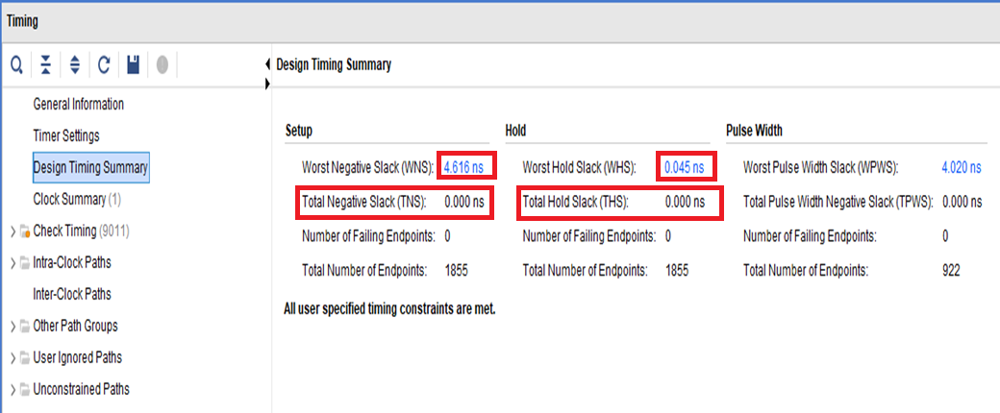 Timing
Design Timing Summary
General Information
Timer Settings
Design Timing Summary
Clock Summary (1)
Check Timing (9011)
Intra-Clock Paths
Inter-Clock Paths
Other Path Groups
User Ignored Paths
Unconstrained Paths
Setup
Worst Negative Slack (WNS): 4.616 ns
Total Negative Slack (TNS): 0.000 ns
Number of Failing Endpoints: 0
Total Number of Endpoints: 1855
Hold
Worst Hold Slack (WHS): 0.045 ns
Total Hold Slack (THS): 0.000 ns
Number of Failing Endpoints: 0
Total Number of Endpoints: 1855
Pulse Width
Worst Pulse Width Slack (WPWS): 4.020 ns
Total Pulse Width Negative Slack (TPWS): 0.000 ns
Number of Failing Endpoints: 0
Total Number of Endpoints: 922
All user specified timing constraints are met.